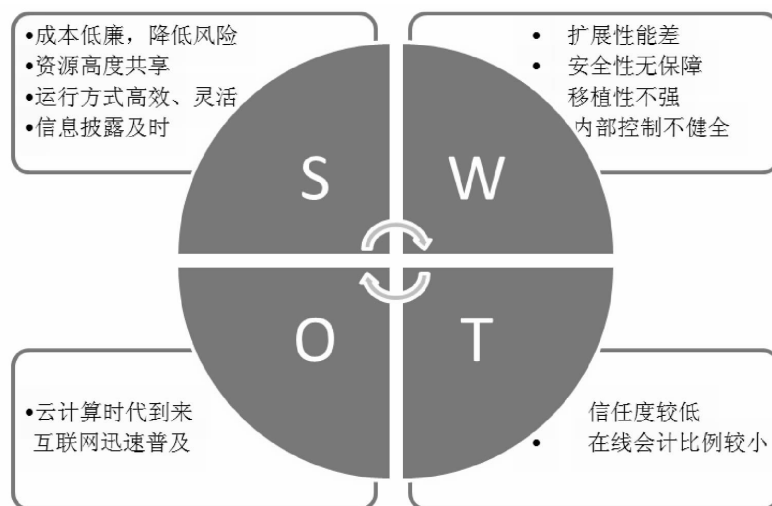 •成本低廉，降低风险
•资源高度共享
•运行方式高效、灵活
•信息披露及时
• 扩展性能差
• 安全性无保障
移植性不强
内部控制不健全
S
W
O
T
•云计算时代到来
互联网迅速普及
信任度较低
• 在线会计比例较小